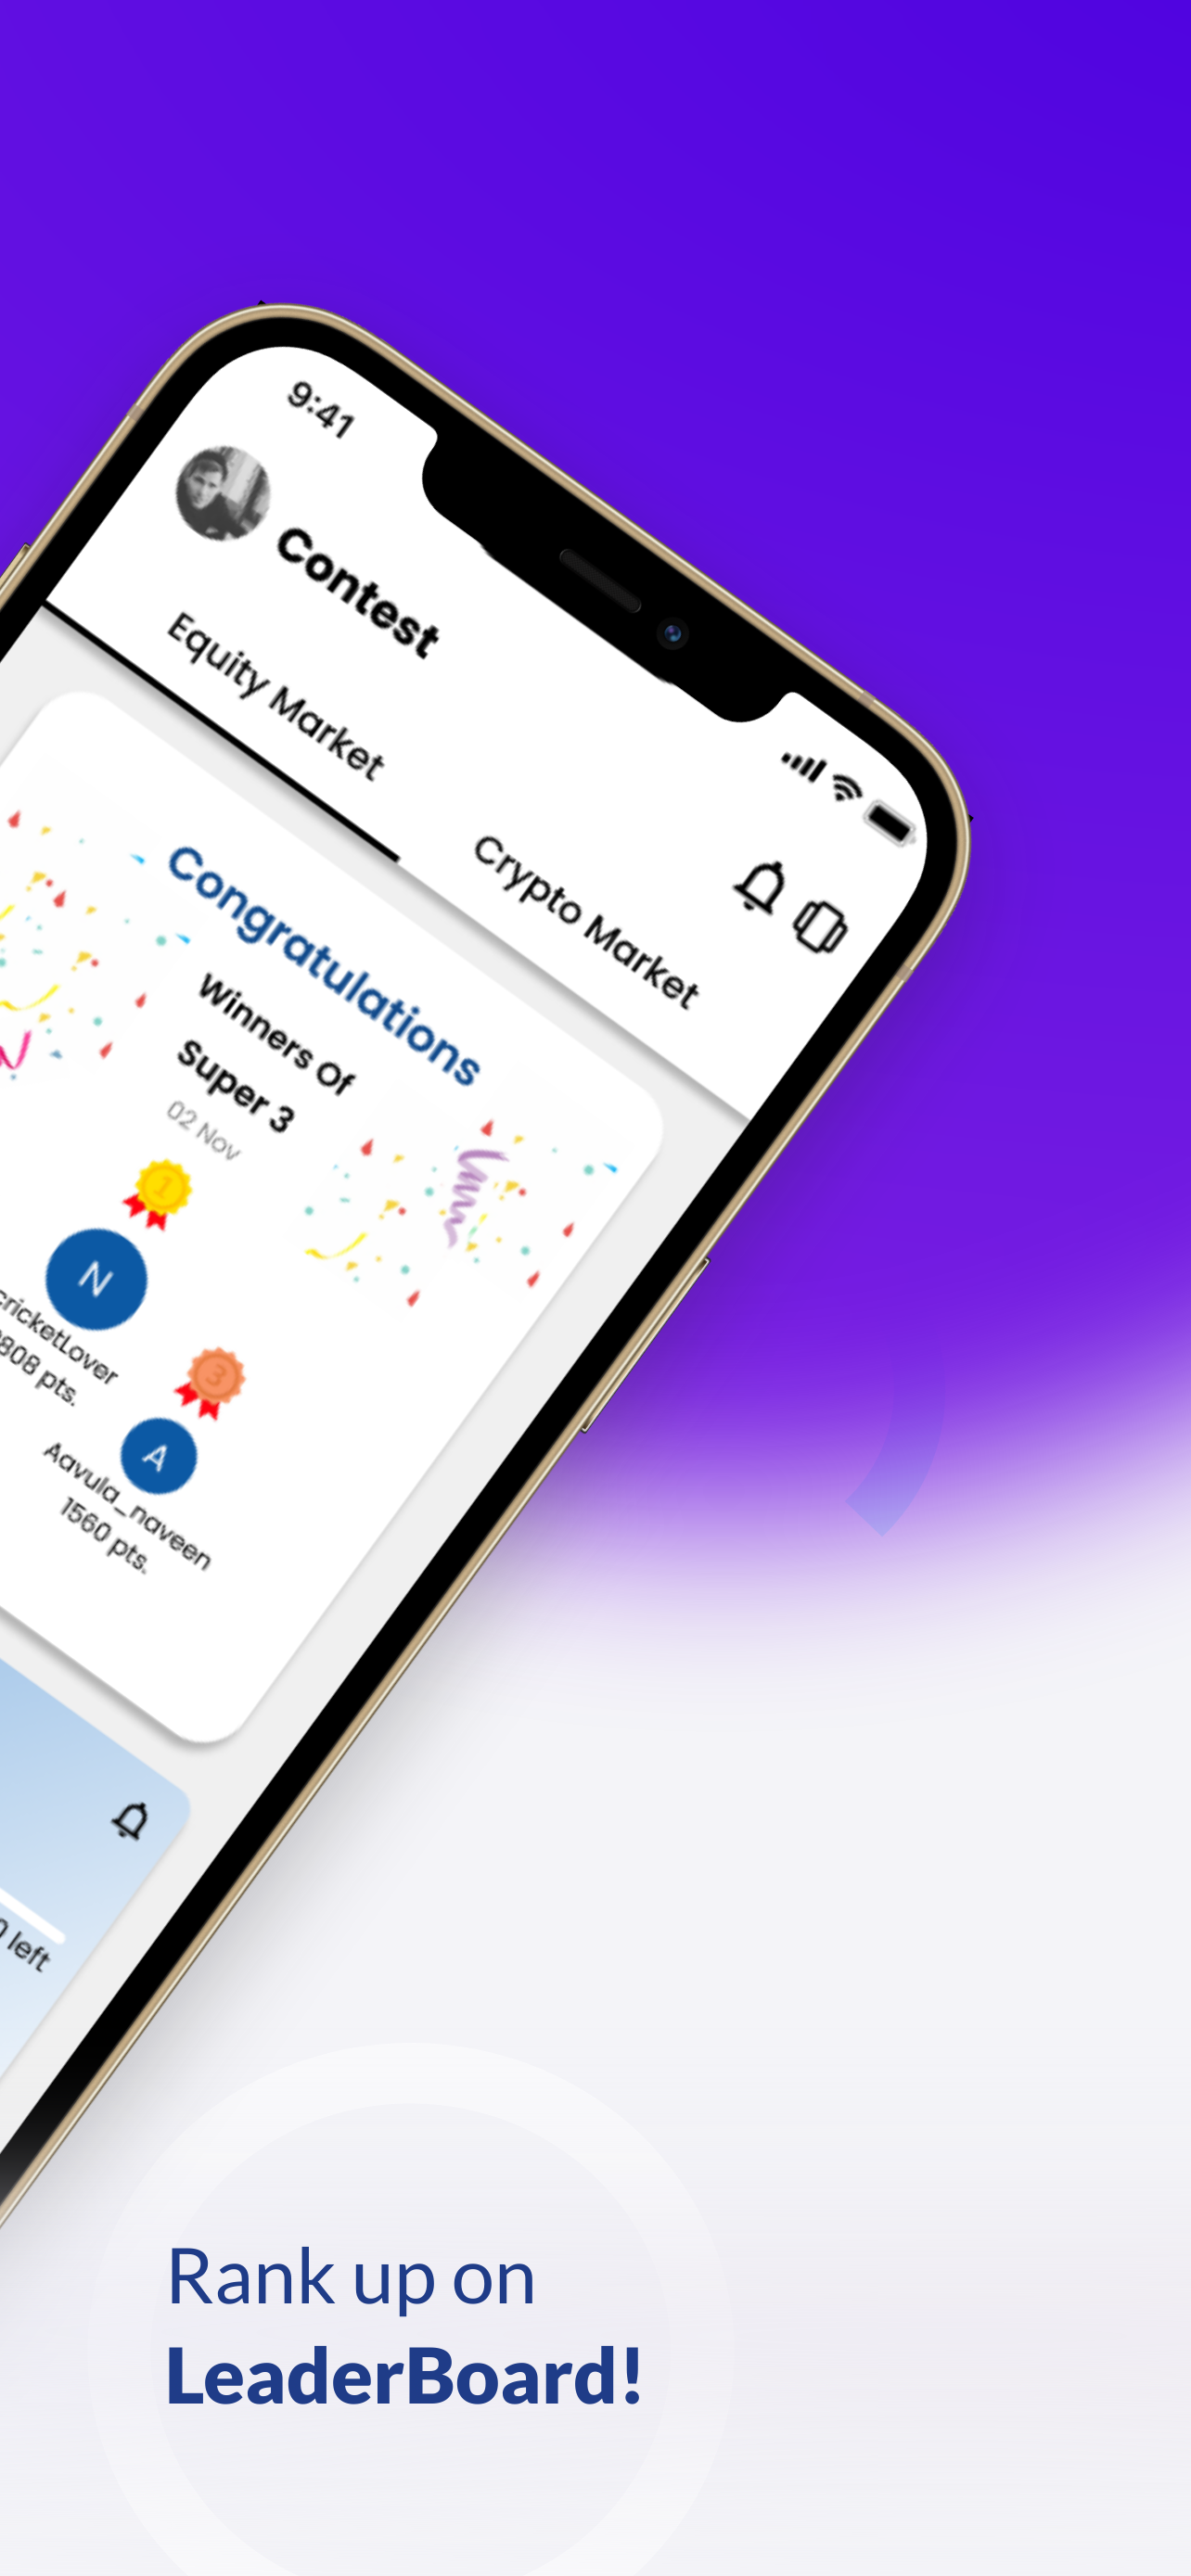 9:41
Contest
Equity Market
Crypto Market
Congratulations
Winners Of
Super 3
02 Nov
1
N
cricketLover
808 pts.
3
A
Aavula_naveen
1560 pts.
left
Rank up on
LeaderBoard!